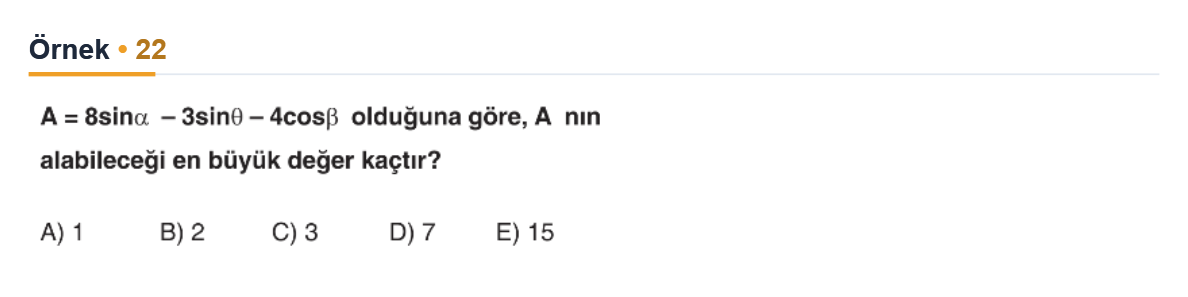 Örnek • 22
A = 8sinα – 3sinθ – 4cosβ olduğuna göre, A nın
alabileceği en büyük değer kaçtır?
A) 1 B) 2 C) 3 D) 7 E) 15